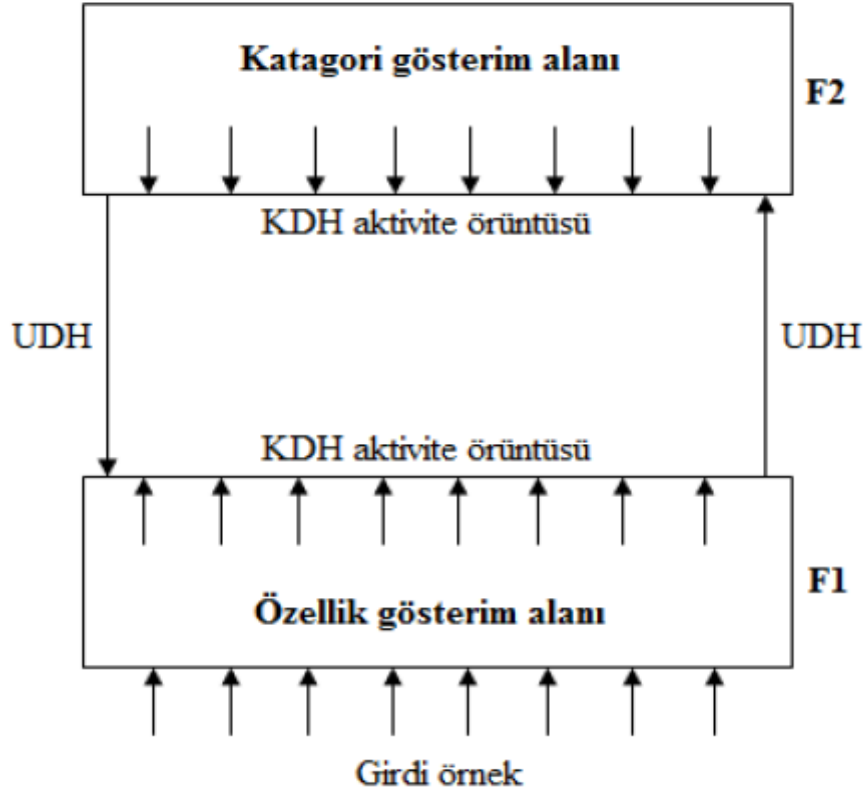 Katagori gösterim alanı
F2
KDH aktivite örüntüsü
UDH
UDH
KDH aktivite örüntüsü
F1
Özellik gösterim alanı
Girdi örnek